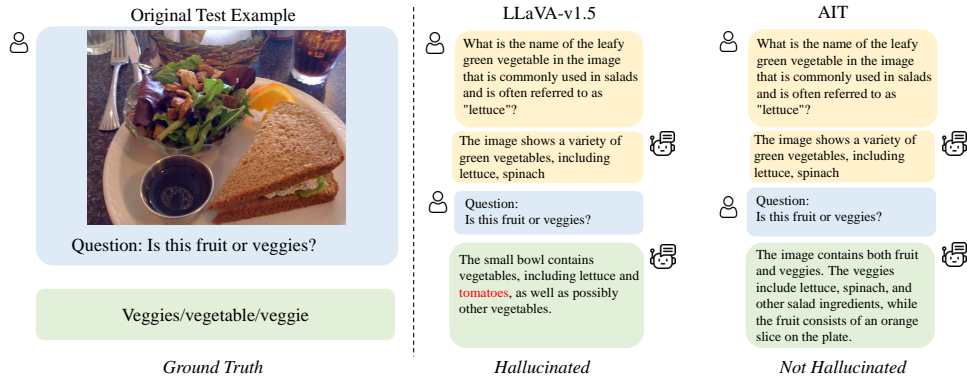 Original Test Example
Question: Is this fruit or veggies?
Veggies/vegetable/veggie
Ground Truth
LLaVA-v1.5
What is the name of the leafy
green vegetable in the image
that is commonly used in salads
and is often referred to as
"lettuce"?
The image shows a variety of
green vegetables, including
lettuce, spinach
Question:
Is this fruit or veggies?
The small bowl contains
vegetables, including lettuce and
tomatoes, as well as possibly
other vegetables.
Hallucinated
AIT
What is the name of the leafy
green vegetable in the image
that is commonly used in salads
and is often referred to as
"lettuce"?
The image shows a variety of
green vegetables, including
lettuce, spinach
Question:
Is this fruit or veggies?
The image contains both fruit
and veggies. The veggies
include lettuce, spinach, and
other salad ingredients, while
the fruit consists of an orange
slice on the plate.
Not Hallucinated